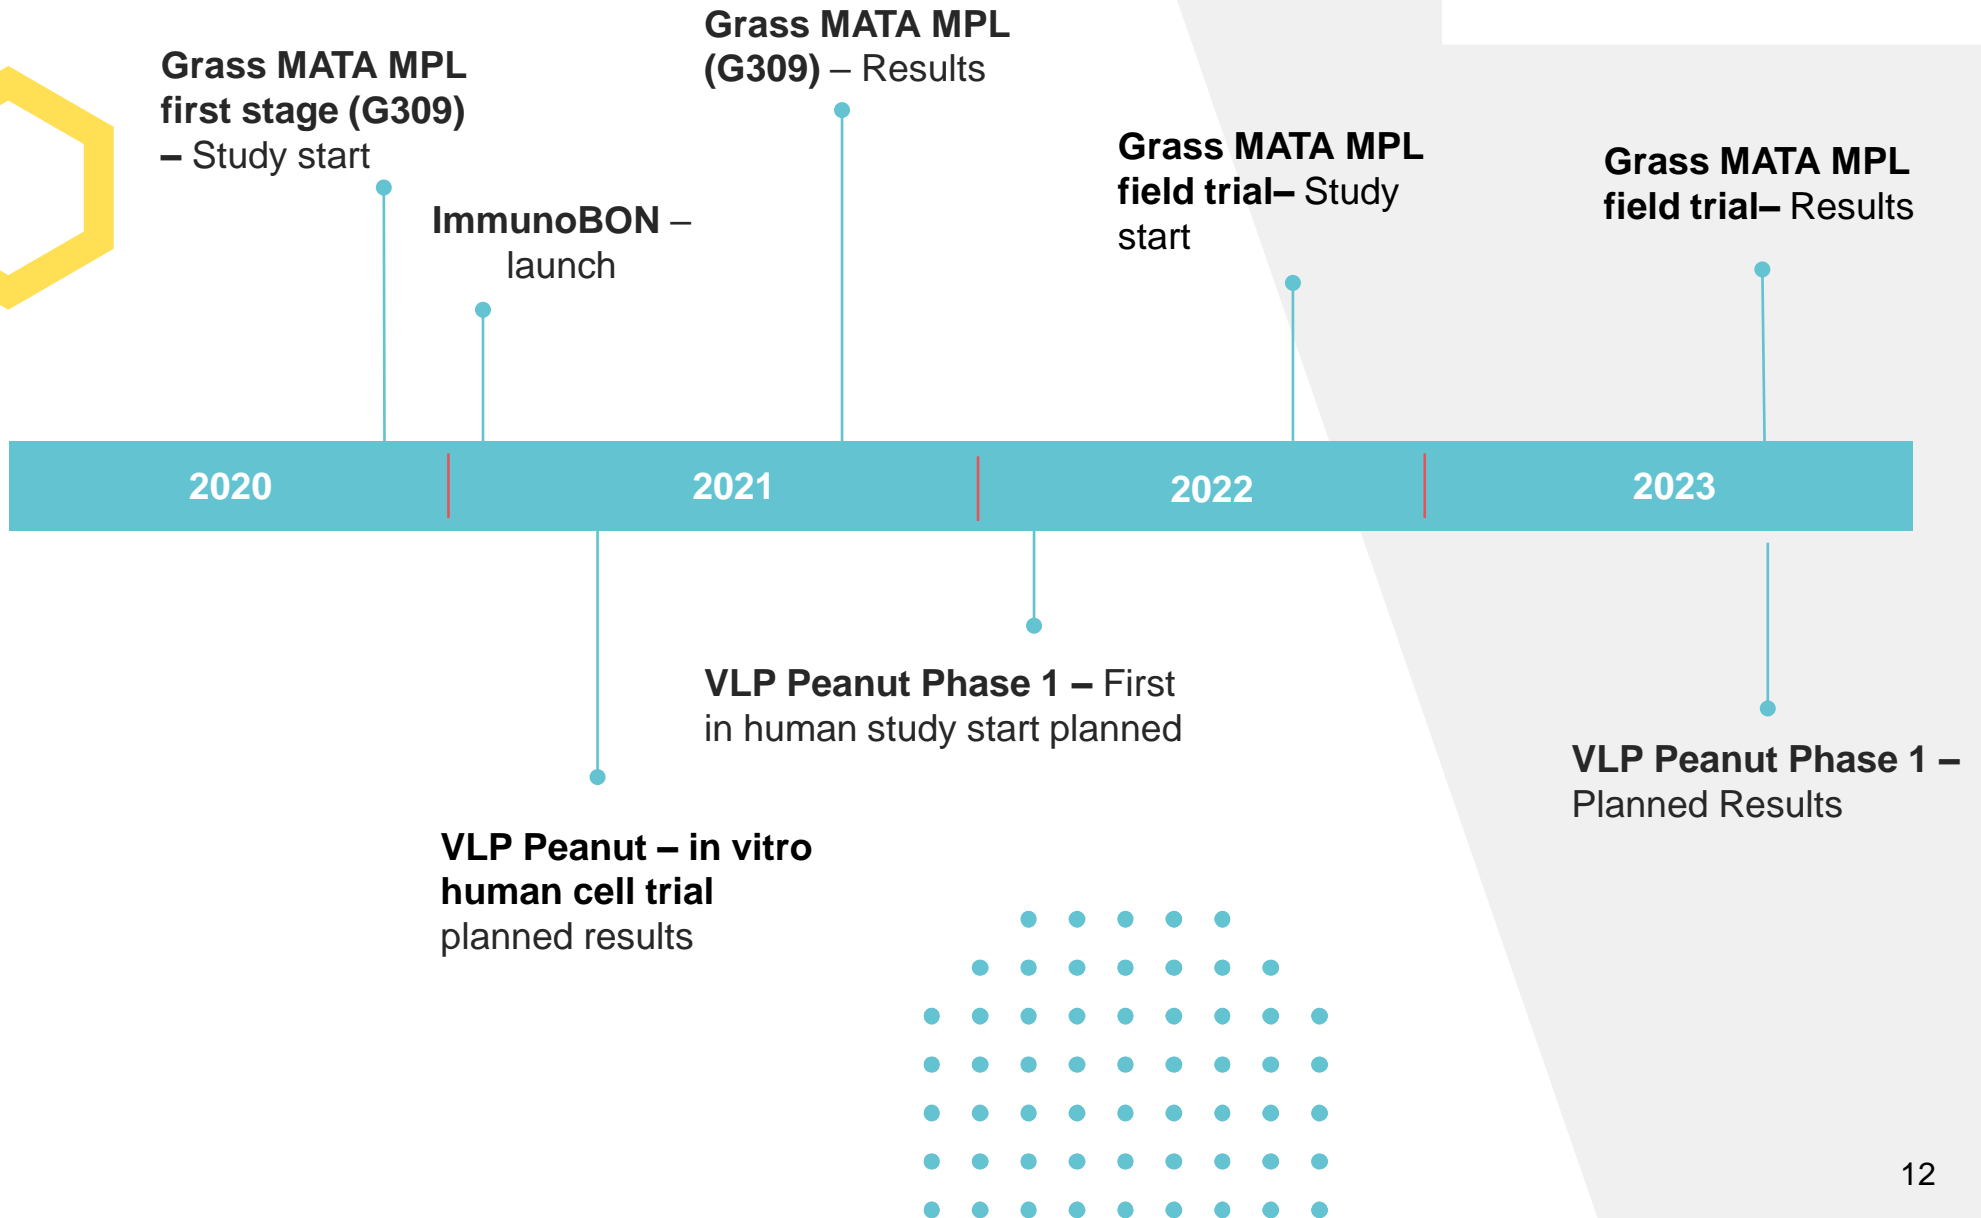 Grass MATA MPL
first stage (G309)
– Study start
ImmunoBON –
launch
Grass MATA MPL
(G309) – Results
Grass MATA MPL
field trial– Study
start
Grass MATA MPL
field trial– Results
2020
2021
2022
2023
VLP Peanut – in vitro
human cell trial
planned results
VLP Peanut Phase 1 – First
in human study start planned
VLP Peanut Phase 1 –
Planned Results
12